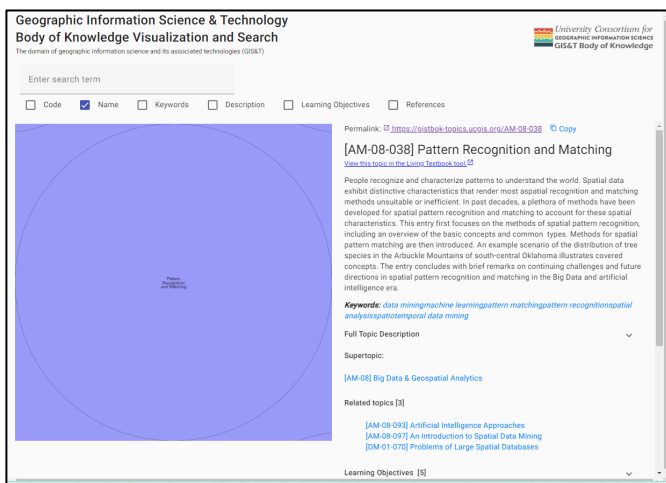 Geographic Information Science & Technology
Body of Knowledge Visualization and Search
The domain of geographic information science and its associated technologies (GIS&T)
University Consortium for
GEOGRAPHIC INFORMATION SCIENCE
GIS&T Body of Knowledge
Enter search term
Code
Name
Keywords
Description
Learning Objectives
References
Pattern
Recognition
and Matching
Permalink: https://gistbok-topics.ucgis.org/AM-08-038 Copy
[AM-08-038] Pattern Recognition and Matching
View this topic in the Living Textbook tool
People recognize and characterize patterns to understand the world. Spatial data
exhibit distinctive characteristics that render most aspatial recognition and matching
methods unsuitable or inefficient. In past decades, a plethora of methods have been
developed for spatial pattern recognition and matching to account for these spatial
characteristics. This entry first focuses on the methods of spatial pattern recognition,
including an overview of the basic concepts and common types. Methods for spatial
pattern matching are then introduced. An example scenario of the distribution of tree
species in the Arbuckle Mountains of south-central Oklahoma illustrates covered
concepts. The entry concludes with brief remarks on continuing challenges and future
directions in spatial pattern recognition and matching in the Big Data and artificial
intelligence era.
Keywords: data miningmachine learningpattern matchingpattern recognitionspatial
analysisspatiotemporal data mining
Full Topic Description
Supertopic:
[AM-08] Big Data & Geospatial Analytics
Related topics [3]
[AM-08-093] Artificial Intelligence Approaches
[AM-08-097] An Introduction to Spatial Data Mining
[DM-01-070] Problems of Large Spatial Databases
Learning Objectives [5]